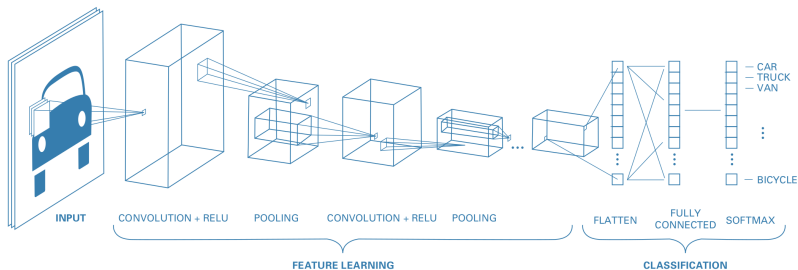 CAR
TRUCK
VAN
BICYCLE
INPUT
CONVOLUTION + RELU
POOLING
CONVOLUTION + RELU
POOLING
FLATTEN
FULLY
CONNECTED
SOFTMAX
FEATURE LEARNING
CLASSIFICATION